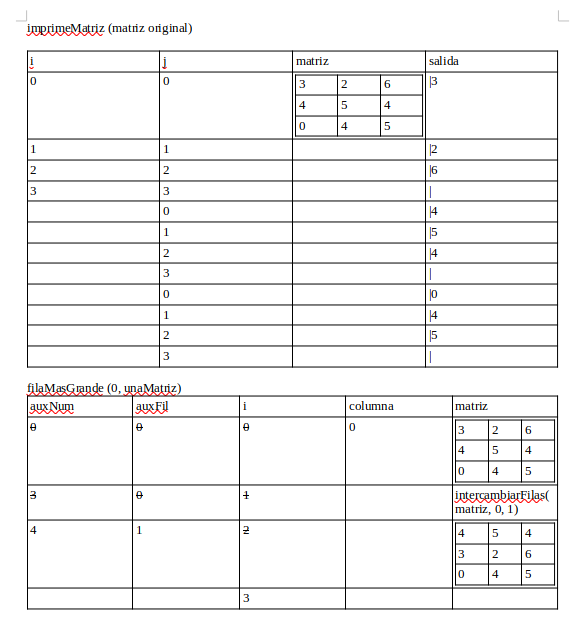 imprimeMatriz (matriz original)
i j matriz salida
0 0 3 2 6 |3
4 5 4
0 4 5
1 1 |2
2 2 |6
3 3 |
0 |4
1 |5
2 |4
3 |
0 |0
1 |4
2 |5
3 |
filaMasGrande (0, unaMatriz)
auxNum auxFil i columna matriz
0 0 0 0 3 2 6
4 5 4
0 4 5
3 0 1 intercambiarFilas(
matriz, 0, 1)
4 1 2 4 5 4
3 2 6
0 4 5
3